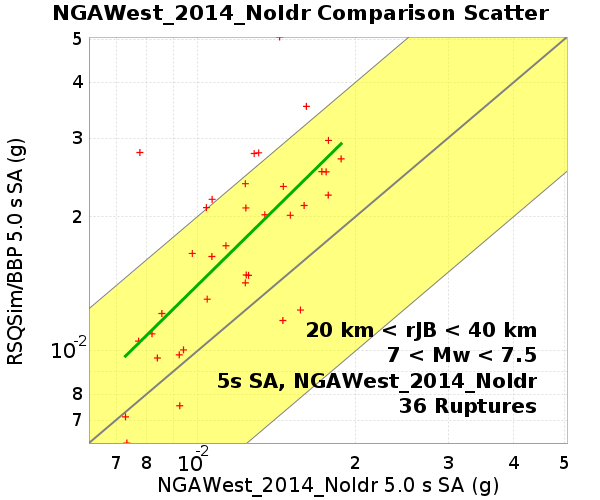 NGAWest_2014_NoIdr Comparison Scatter
RSQSim/BBP 5.0 s SA (g)
5
4
3
2
10-2
8
7
20 km < rJB < 40 km
7 < Mw < 7.5
5s SA, NGAWest_2014_NoIdr
36 Ruptures
7 8 10-2 2 3 4 5
NGAWest_2014_NoIdr 5.0 s SA (g)